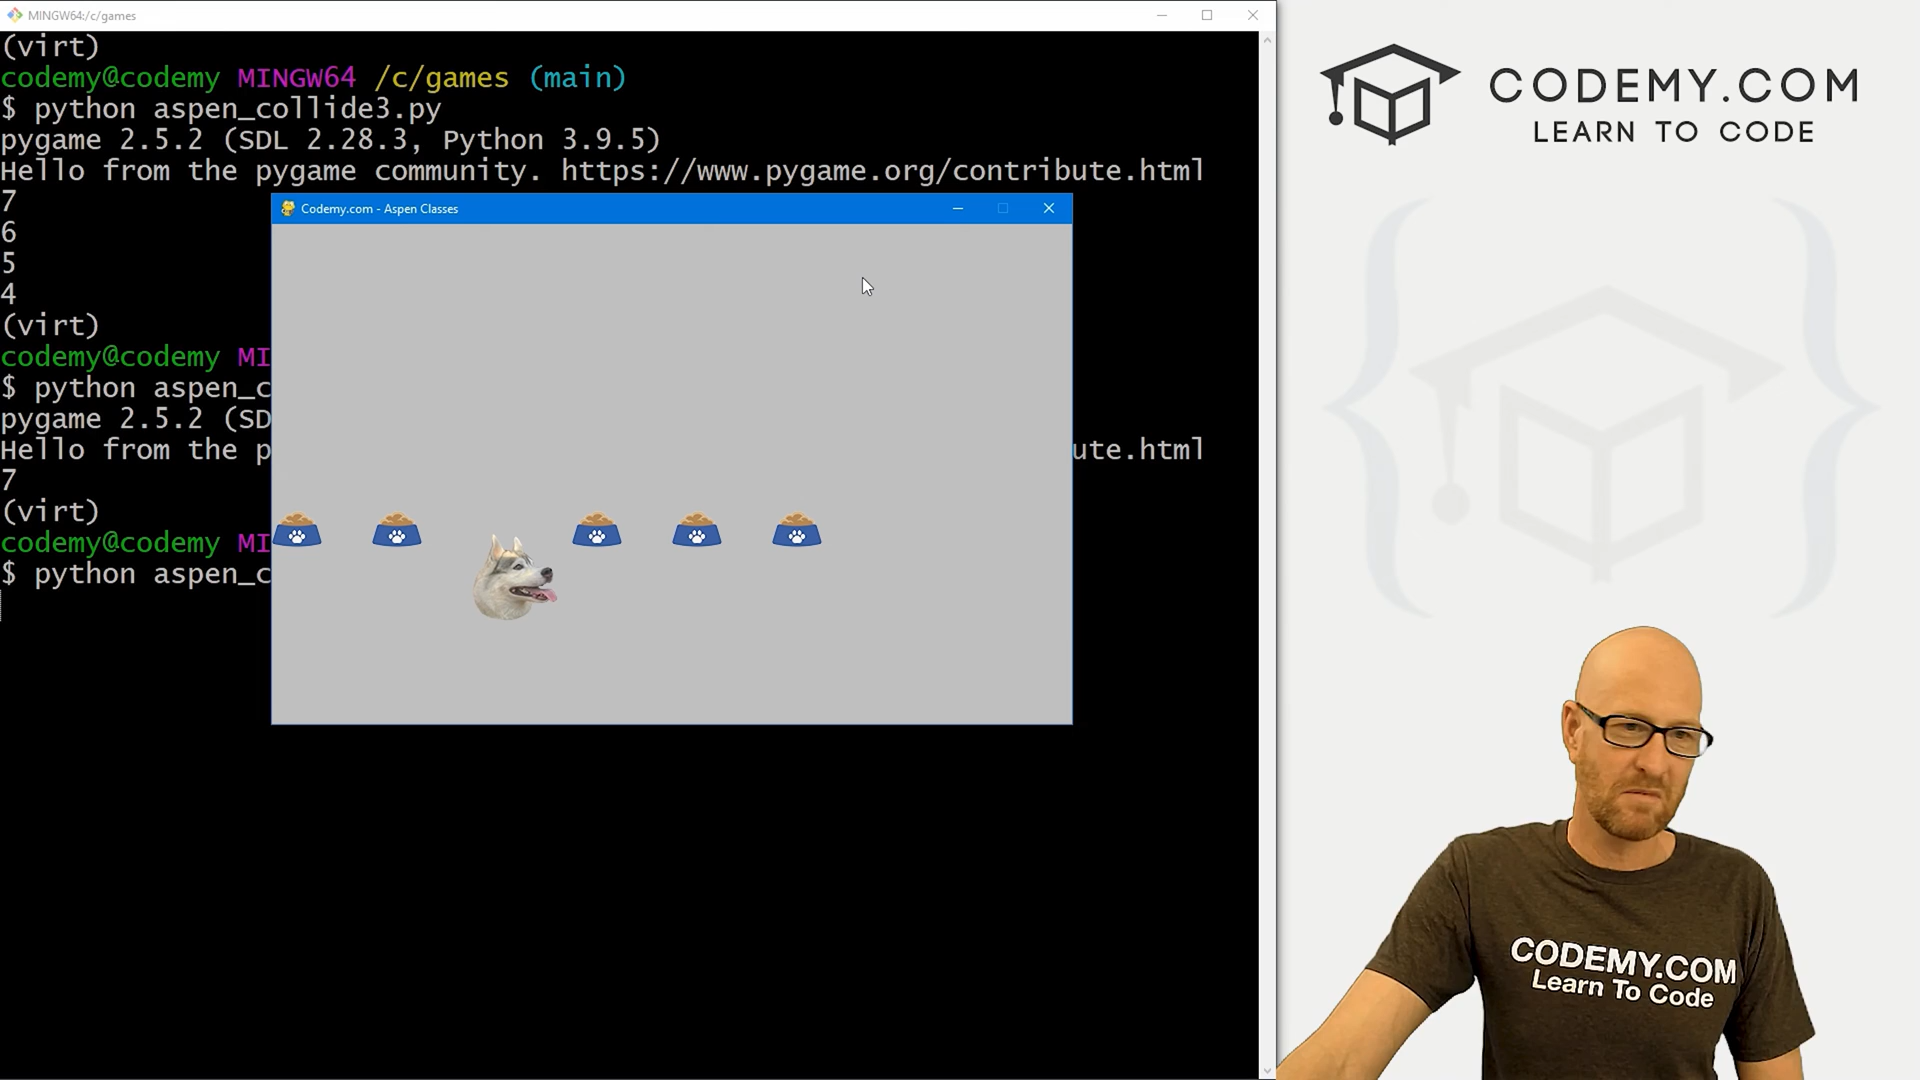 MINGW64:/c/games
(virt)
codemy@codemy MINGW64 /c/games (main)
$ python aspen_collide3.py
pygame 2.5.2 (SDL 2.28.3, Python 3.9.5)
Hello from the pygame community. https://www.pygame.org/contribute.html
7
6
5
4
(virt)
codemy@codemy MI
$ python aspen_c
pygame 2.5.2 (SD
Hello from the p
ute.html
7
(virt)
codemy@codemy MI
$ python aspen_c
Codemy.com - Aspen Classes
CODEMY.COM
LEARN TO CODE
CODEMY.COM
Learn To Code